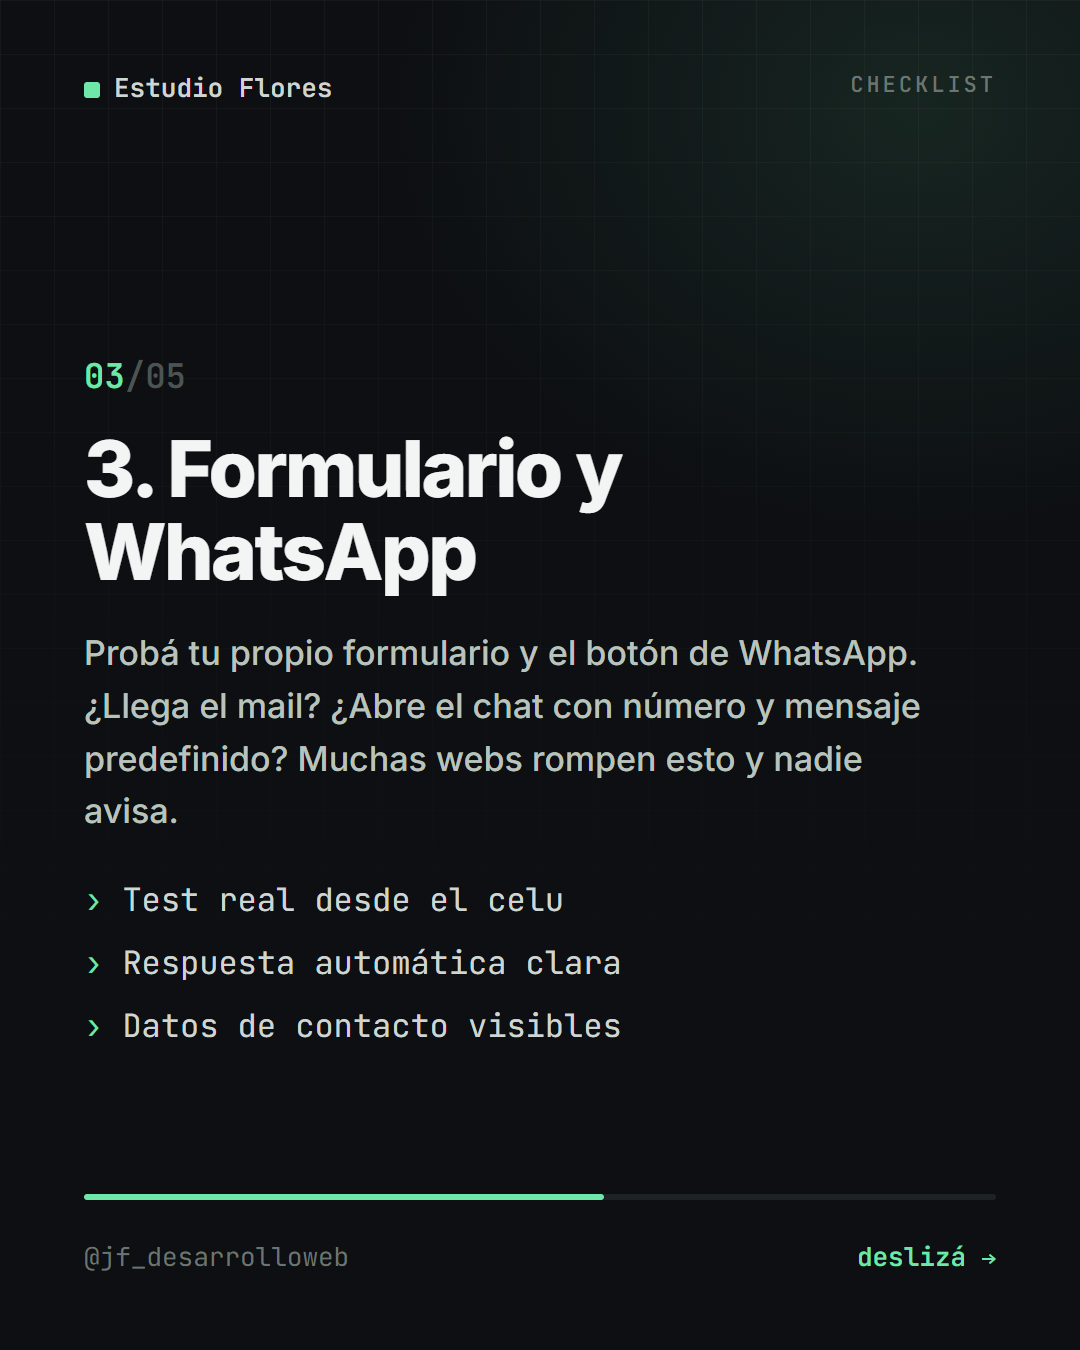 Estudio Flores
CHECKLIST
03/05
3. Formulario y
WhatsApp
Probá tu propio formulario y el botón de WhatsApp.
¿Llega el mail? ¿Abre el chat con número y mensaje
predefinido? Muchas webs rompen esto y nadie
avisa.
› Test real desde el celu
› Respuesta automática clara
› Datos de contacto visibles
@jf_desarrolloweb
deslizá →